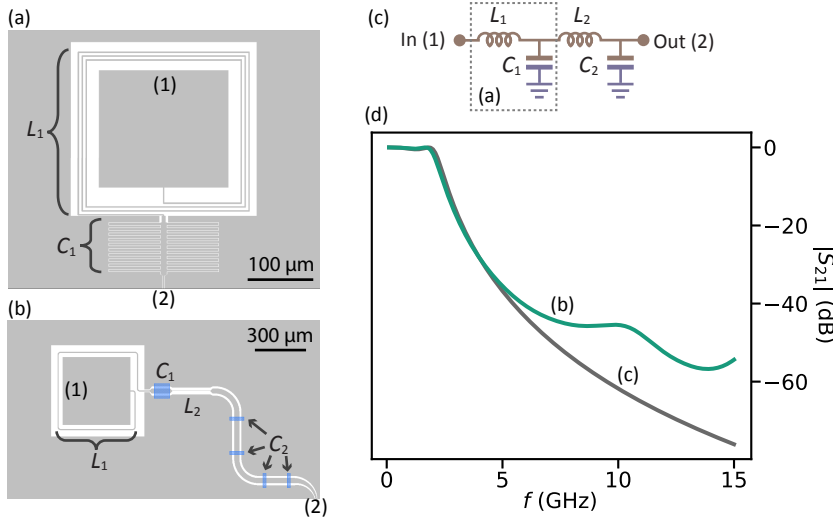 (a)
(1)
L₁
C₁
100 μm
(2)
(b)
300 μm
(1)
C₁
L₂
C₂
L₁
(2)
(c)
L₁
L₂
In (1)
Out (2)
C₁
C₂
(a)
(d)
0
−20
−40
−60
|S₂₁| (dB)
(b)
(c)
0
5
10
15
f (GHz)